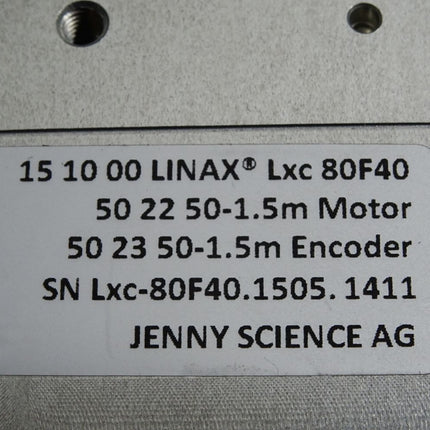 15 10 00 LINAX® Lxc 80F40
50 22 50-1.5m Motor
50 23 50-1.5m Encoder
SN Lxc-80F40.1505. 1411
JENNY SCIENCE AG